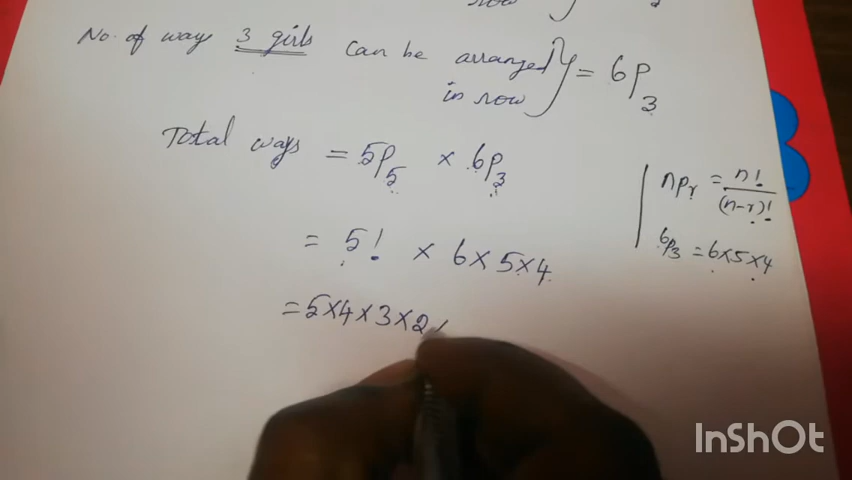 now
No. of way 3 girls can be arranged } = 6P3
in row
Total ways = 5P5 × 6P3
nPr = n!/(n-r)!
6P3 = 6×5×4
= 5! × 6×5×4
= 5×4×3×2
InShOt